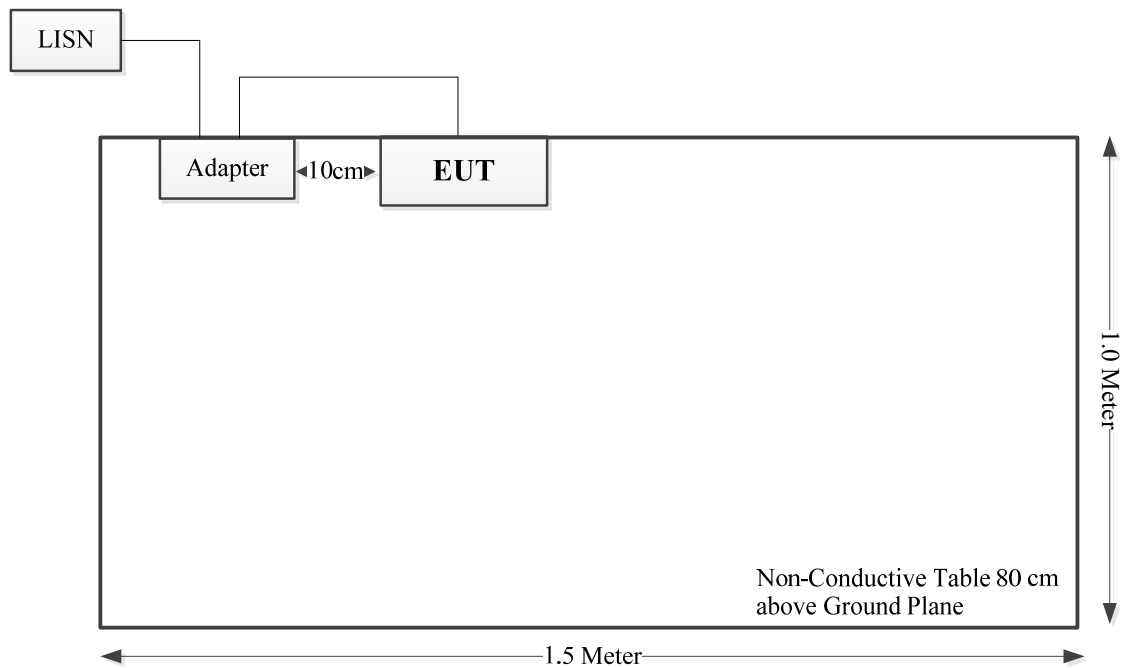 LISN
Adapter
10cm
EUT
1.0 Meter
Non-Conductive Table 80 cm
above Ground Plane
1.5 Meter